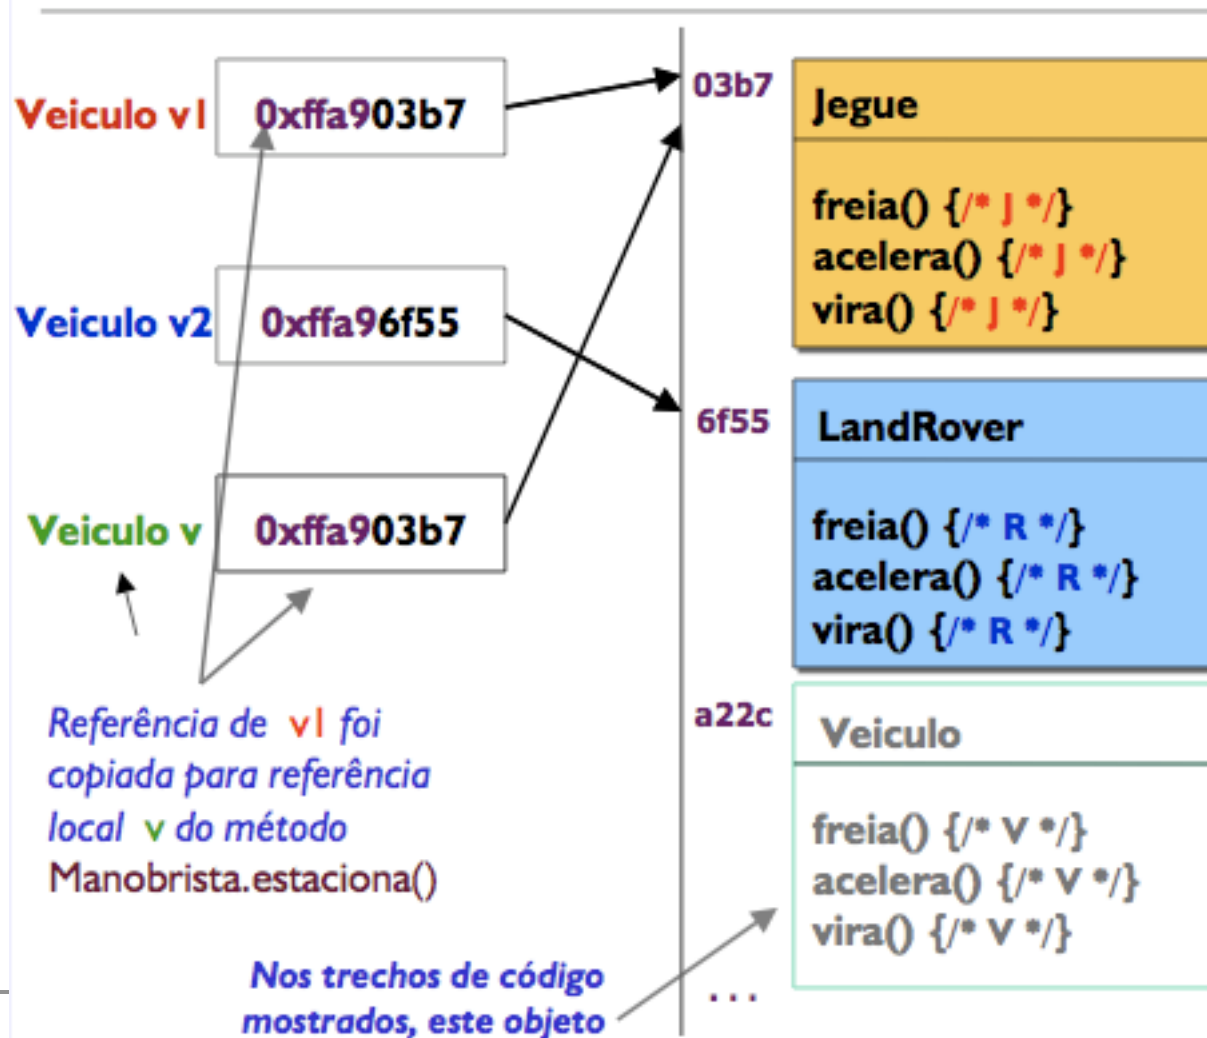 Veiculo v1
0xffa903b7
03b7
Jegue
freia() {/* J */}
acelera() {/* J */}
vira() {/* J */}
Veiculo v2
0xffa96f55
6f55
LandRover
freia() {/* R */}
acelera() {/* R */}
vira() {/* R */}
Veiculo v
0xffa903b7
Referência de v1 foi
copiada para referência
local v do método
Manobrista.estaciona()
a22c
Veiculo
freia() {/* V */}
acelera() {/* V */}
vira() {/* V */}
Nos trechos de código
mostrados, este objeto
...